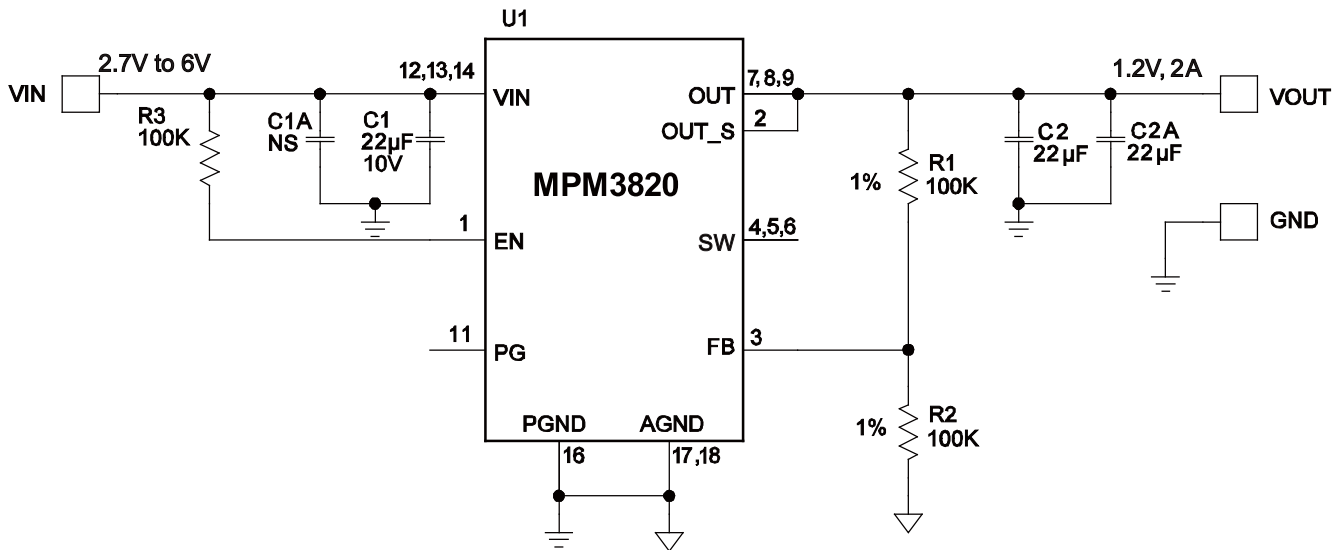 U1
2.7V to 6V
VIN
12,13,14
VIN
R3
100K
C1A
NS
C1
22µF
10V
1
EN
11
PG
MPM3820
OUT
7,8,9
OUT_S
2
SW
4,5,6
FB
3
PGND
16
AGND
17,18
1.2V, 2A
VOUT
1%
R1
100K
C2
22µF
C2A
22µF
GND
1%
R2
100K